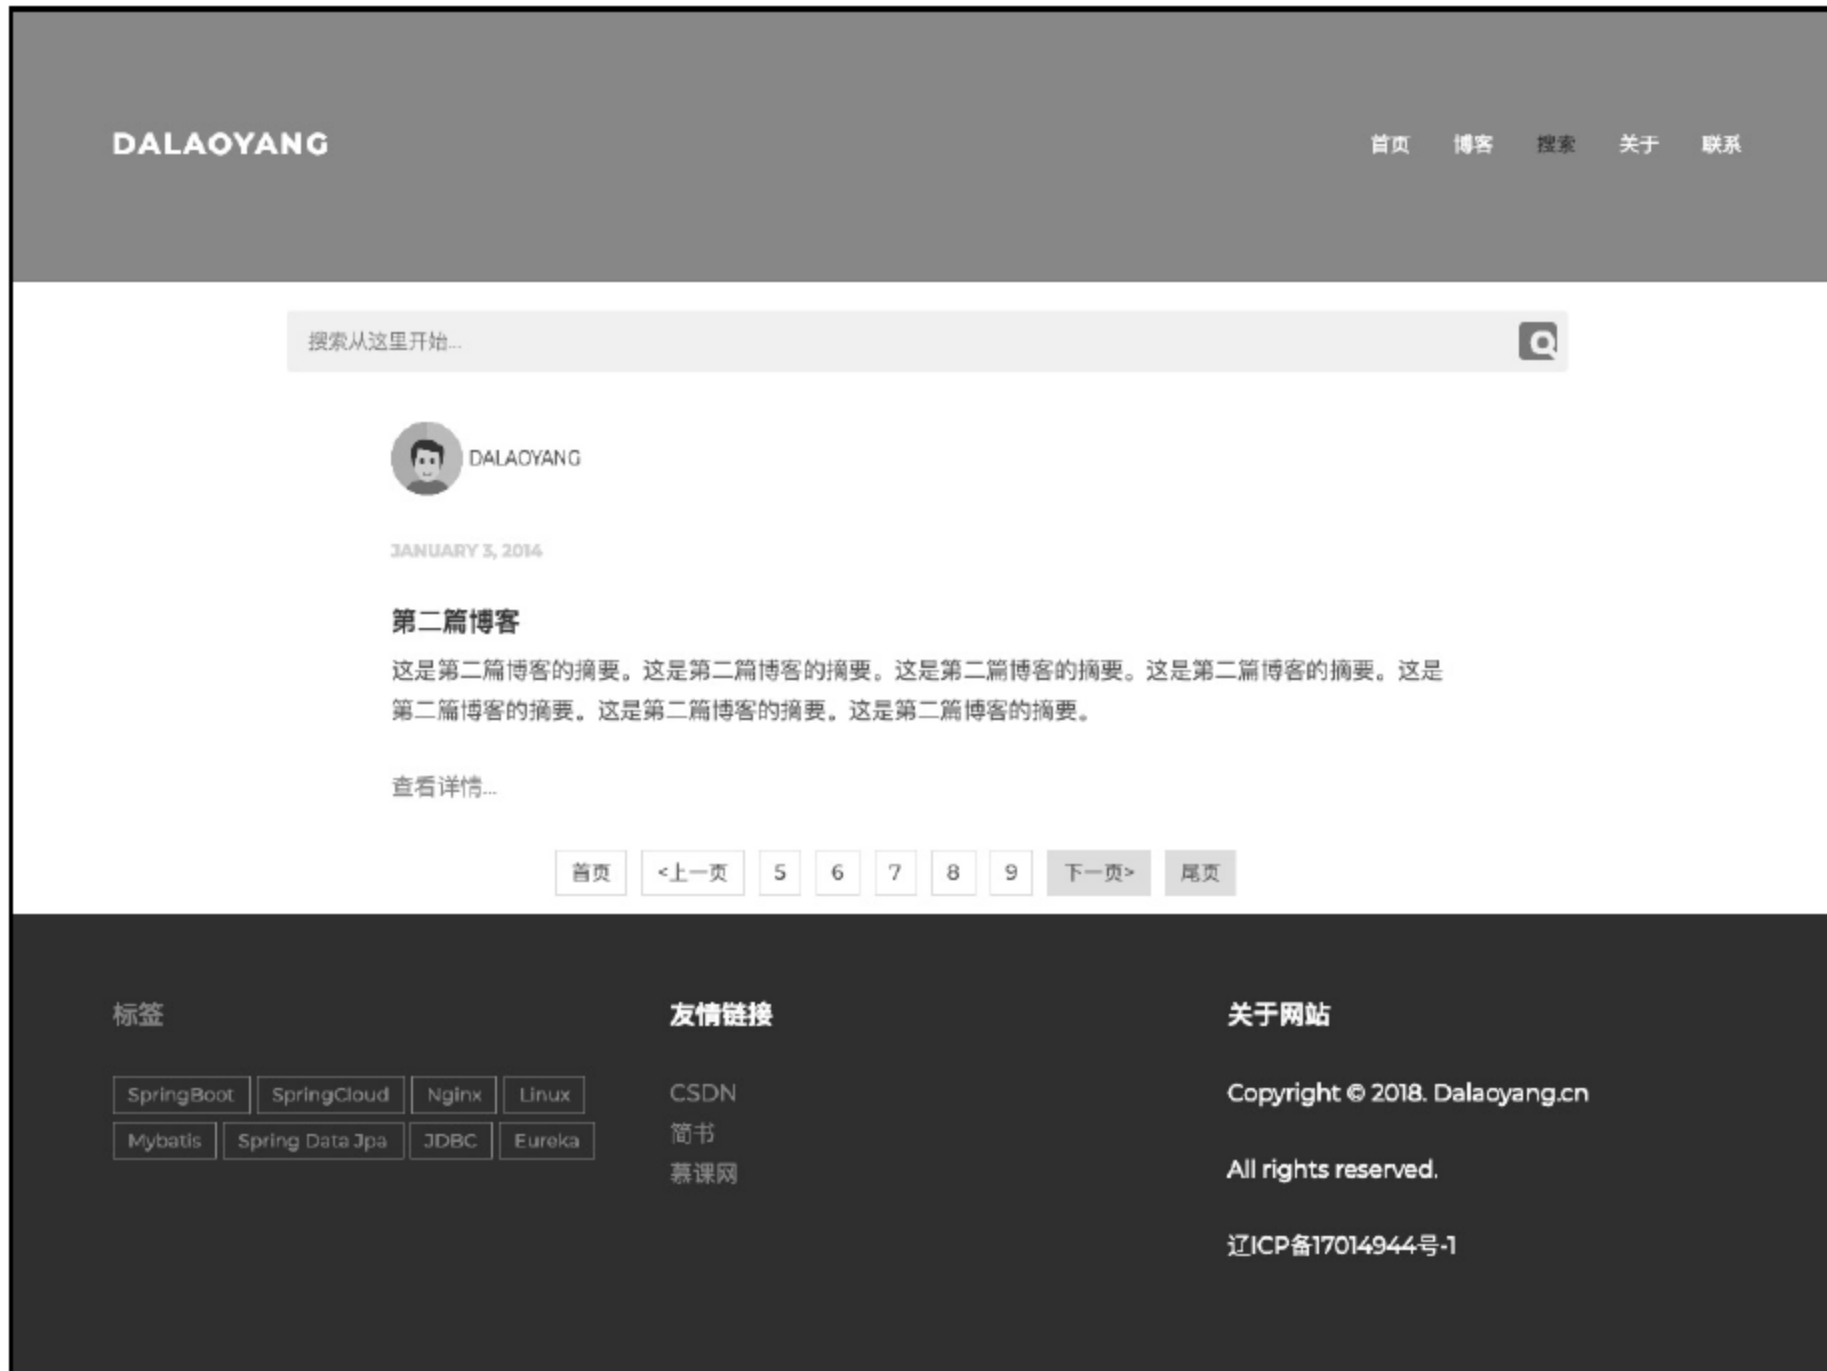 DALAOYANG
首页 博客 搜索 关于 联系
搜索从这里开始...
DALAOYANG
JANUARY 3, 2014
第二篇博客
这是第二篇博客的摘要。这是第二篇博客的摘要。这是第二篇博客的摘要。这是第二篇博客的摘要。这是
第二篇博客的摘要。这是第二篇博客的摘要。这是第二篇博客的摘要。
查看详情...
首页 <上一页 5 6 7 8 9 下一页> 尾页
标签
SpringBoot SpringCloud Nginx Linux
Mybatis Spring Data Jpa JDBC Eureka
友情链接
CSDN
简书
慕课网
关于网站
Copyright © 2018. Dalaoyang.cn
All rights reserved.
辽ICP备17014944号-1